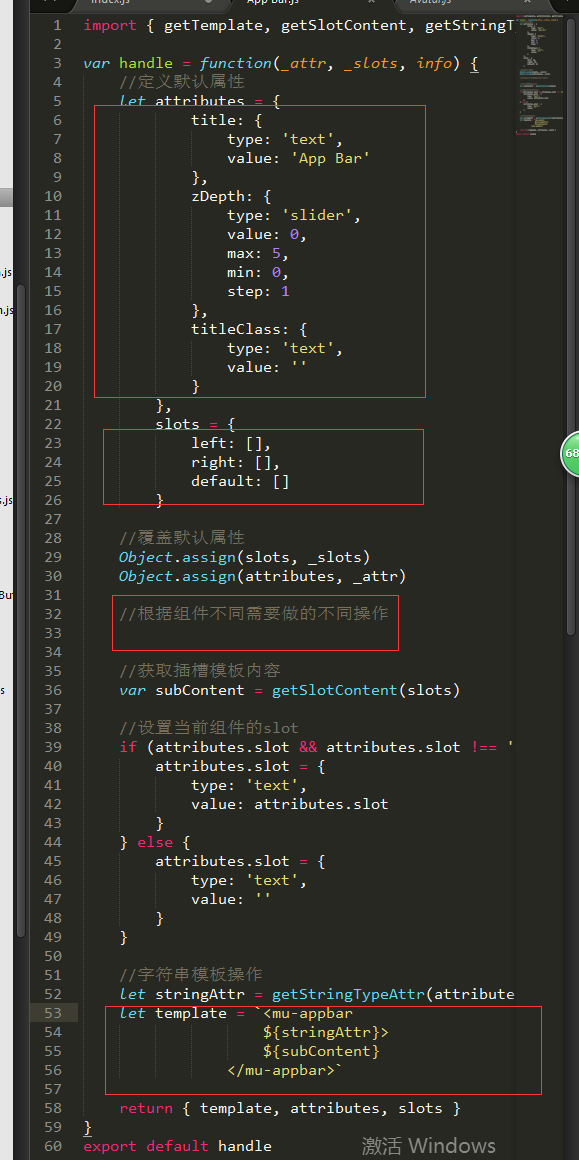 index.js
App Bar.js
Avatar.js
1 import { getTemplate, getSlotContent, getStringT
2
3 var handle = function(_attr, _slots, info) {
4 //定义默认属性
5 let attributes = {
6 title: {
7 type: 'text',
8 value: 'App Bar'
9 },
10 zDepth: {
11 type: 'slider',
12 value: 0,
13 max: 5,
14 min: 0,
15 step: 1
16 },
17 titleClass: {
18 type: 'text',
19 value: ''
20 }
21 },
22 slots = {
23 left: [],
24 right: [],
25 default: []
26 }
27
28 //覆盖默认属性
29 Object.assign(slots, _slots)
30 Object.assign(attributes, _attr)
31
32 //根据组件不同需要做的不同操作
33
34
35 //获取插槽模板内容
36 var subContent = getSlotContent(slots)
37
38 //设置当前组件的slot
39 if (attributes.slot && attributes.slot !== '
40 attributes.slot = {
41 type: 'text',
42 value: attributes.slot
43 }
44 } else {
45 attributes.slot = {
46 type: 'text',
47 value: ''
48 }
49 }
50
51 //字符串模板操作
52 let stringAttr = getStringTypeAttr(attribute
53 let template = `<mu-appbar
54 ${stringAttr}>
55 ${subContent}
56 </mu-appbar>`
57
58 return { template, attributes, slots }
59 }
60 export default handle
.js
n.js
s.js
Bu
s
68
激活 Windows